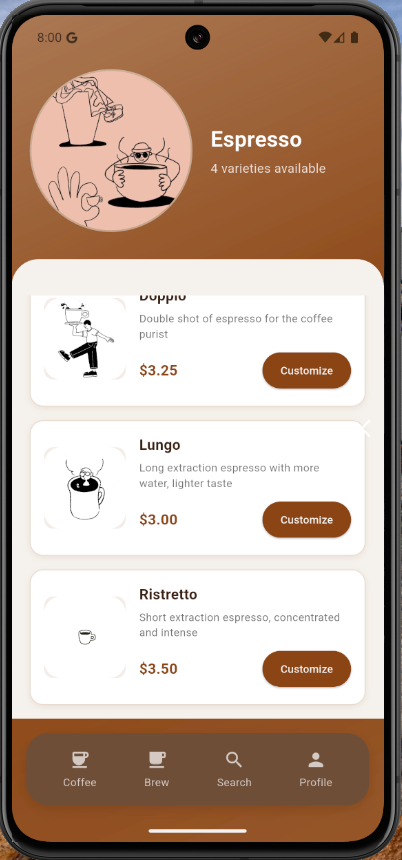 8:00 G
Espresso
4 varieties available
Doppio
Double shot of espresso for the coffee
purist
$3.25
Customize
Lungo
Long extraction espresso with more
water, lighter taste
$3.00
Customize
Ristretto
Short extraction espresso, concentrated
and intense
$3.50
Customize
Coffee
Brew
Search
Profile